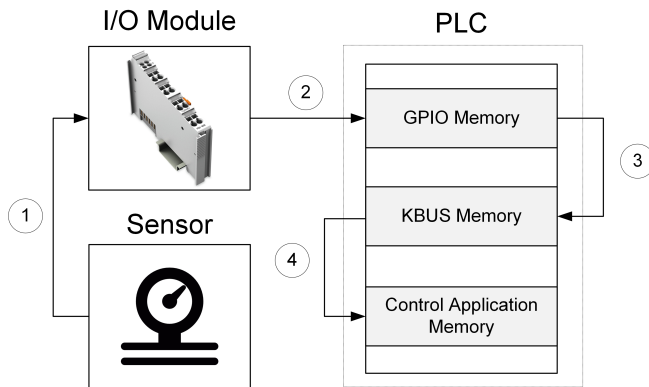 I/O Module
PLC
2
GPIO Memory
3
1
KBUS Memory
Sensor
4
Control Application
Memory